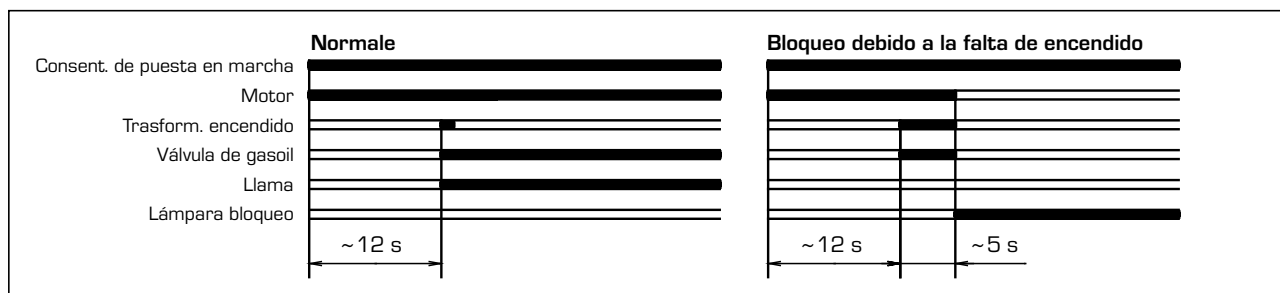 Normale
Bloqueo debido a la falta de encendido
Consent. de puesta en marcha
Motor
Trasform. encendido
Válvula de gasoil
Llama
Lámpara bloqueo
~12 s
~12 s
~5 s